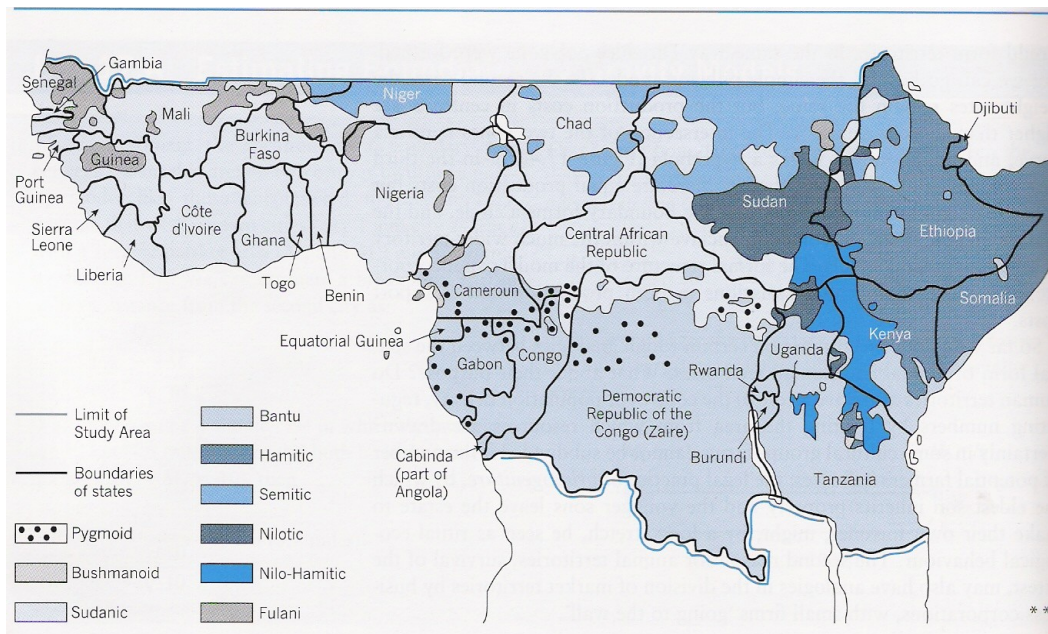 Gambia
Senegal
Mali
Niger
Chad
Djibouti
Guinea
Burkina
Faso
Port
Guinea
Nigeria
Sudan
Ethiopia
Sierra
Leone
Côte
d'Ivoire
Ghana
Central African
Republic
Liberia
Togo
Benin
Cameroun
Somalia
Equatorial Guinea
Gabon
Congo
Uganda
Kenya
Rwanda
Democratic
Republic of the
Congo (Zaire)
Burundi
Cabinda
(part of
Angola)
Tanzania
Limit of
Study Area
Boundaries
of states
Pygmoid
Bushmanoid
Sudanic
Bantu
Hamitic
Semitic
Nilotic
Nilo-Hamitic
Fulani
**